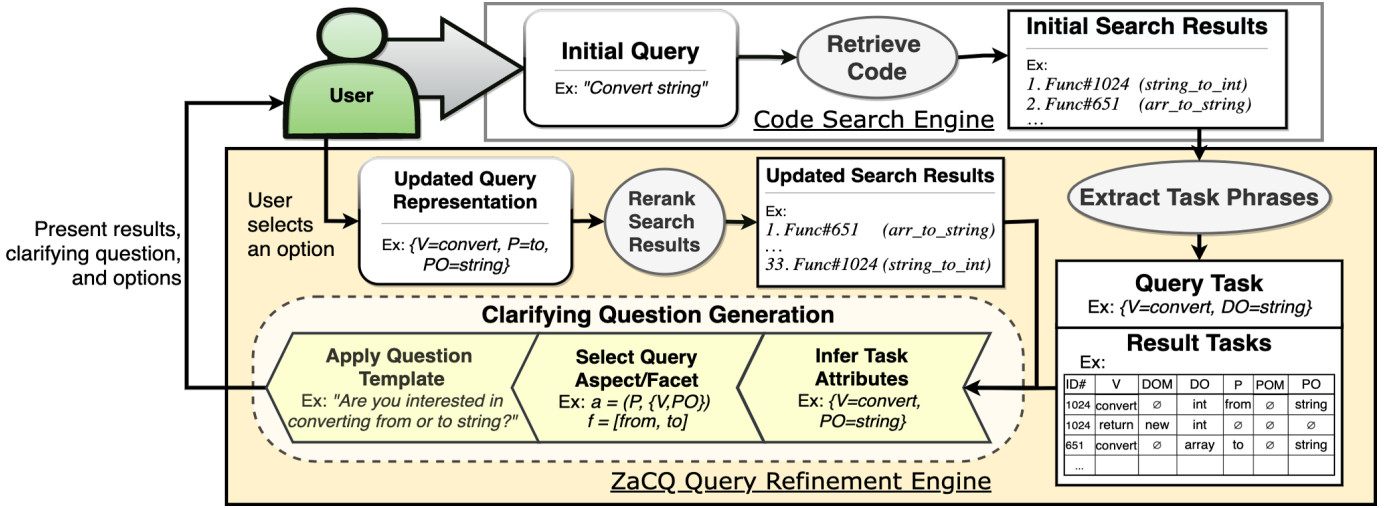 User
Initial Query
Ex: "Convert string"
Retrieve
Code
Initial Search Results
Ex:
1. Func#1024 (string_to_int)
2. Func#651 (arr_to_string)
...
Code Search Engine
Extract Task Phrases
User
selects
an option
Updated Query
Representation
Ex: {V=convert, P=to,
PO=string}
Rerank
Search
Results
Updated Search Results
Ex:
1. Func#651 (arr_to_string)
...
33. Func#1024 (string_to_int)
Present results,
clarifying question,
and options
Query Task
Ex: {V=convert, DO=string}
Result Tasks
Ex:
ID# V DOM DO P POM PO
1024 convert ∅ int from ∅ string
1024 return new int ∅ ∅ ∅
651 convert ∅ array to ∅ string
...
Clarifying Question Generation
Apply Question
Template
Ex: "Are you interested in
converting from or to string?"
Select Query
Aspect/Facet
Ex: a = (P, {V,PO})
f = [from, to]
Infer Task
Attributes
Ex: {V=convert,
PO=string}
ZaCQ Query Refinement Engine